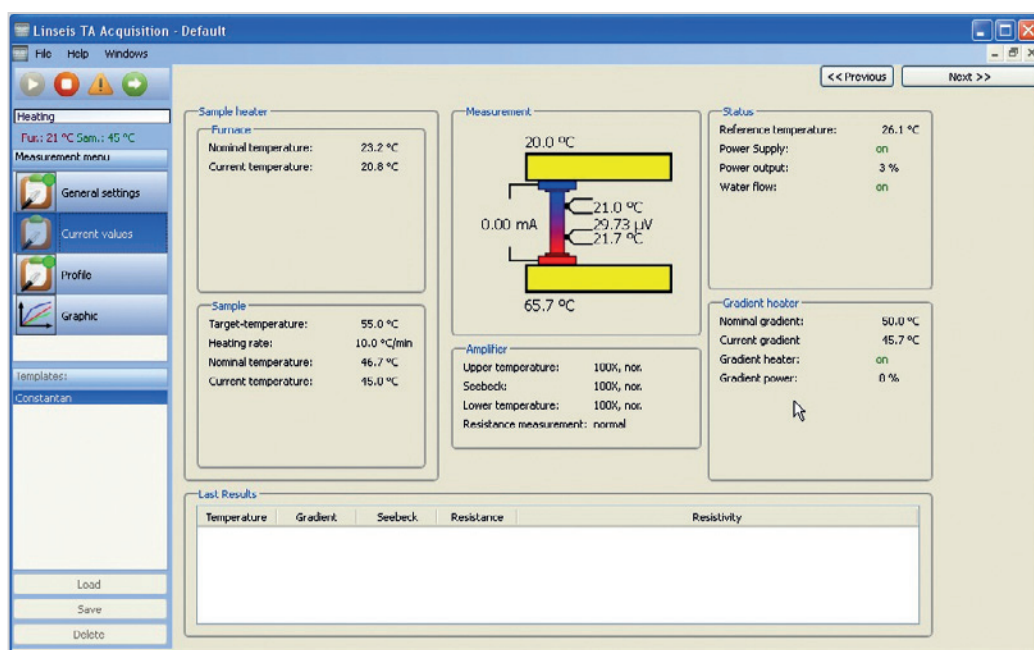 Linseis TA Acquisition - Default
File Help Windows
<< Previous Next >>
Heating
Fur.: 21 °C Sam.: 45 °C
Measurement menu
General settings
Current values
Profile
Graphic
Templates:
Constantan
Load
Save
Delete
Sample heater
Furnace
Nominal temperature: 23.2 °C
Current temperature: 20.8 °C
Sample
Target-temperature: 55.0 °C
Heating rate: 10.0 °C/min
Nominal temperature: 46.7 °C
Current temperature: 45.0 °C
Measurement
20.0 ºC
21.0 ºC
0.00 mA 29.73 µV
21.7 ºC
65.7 ºC
Amplifier
Upper temperature: 100X, nor.
Seebeck: 100X, nor.
Lower temperature: 100X, nor.
Resistance measurement: normal
Status
Reference temperature: 26.1 °C
Power Supply: on
Power output: 3 %
Water flow: on
Gradient heater
Nominal gradient: 50.0 °C
Current gradient 45.7 °C
Gradient heater: on
Gradient power: 0 %
Last Results
Temperature Gradient Seebeck Resistance Resistivity